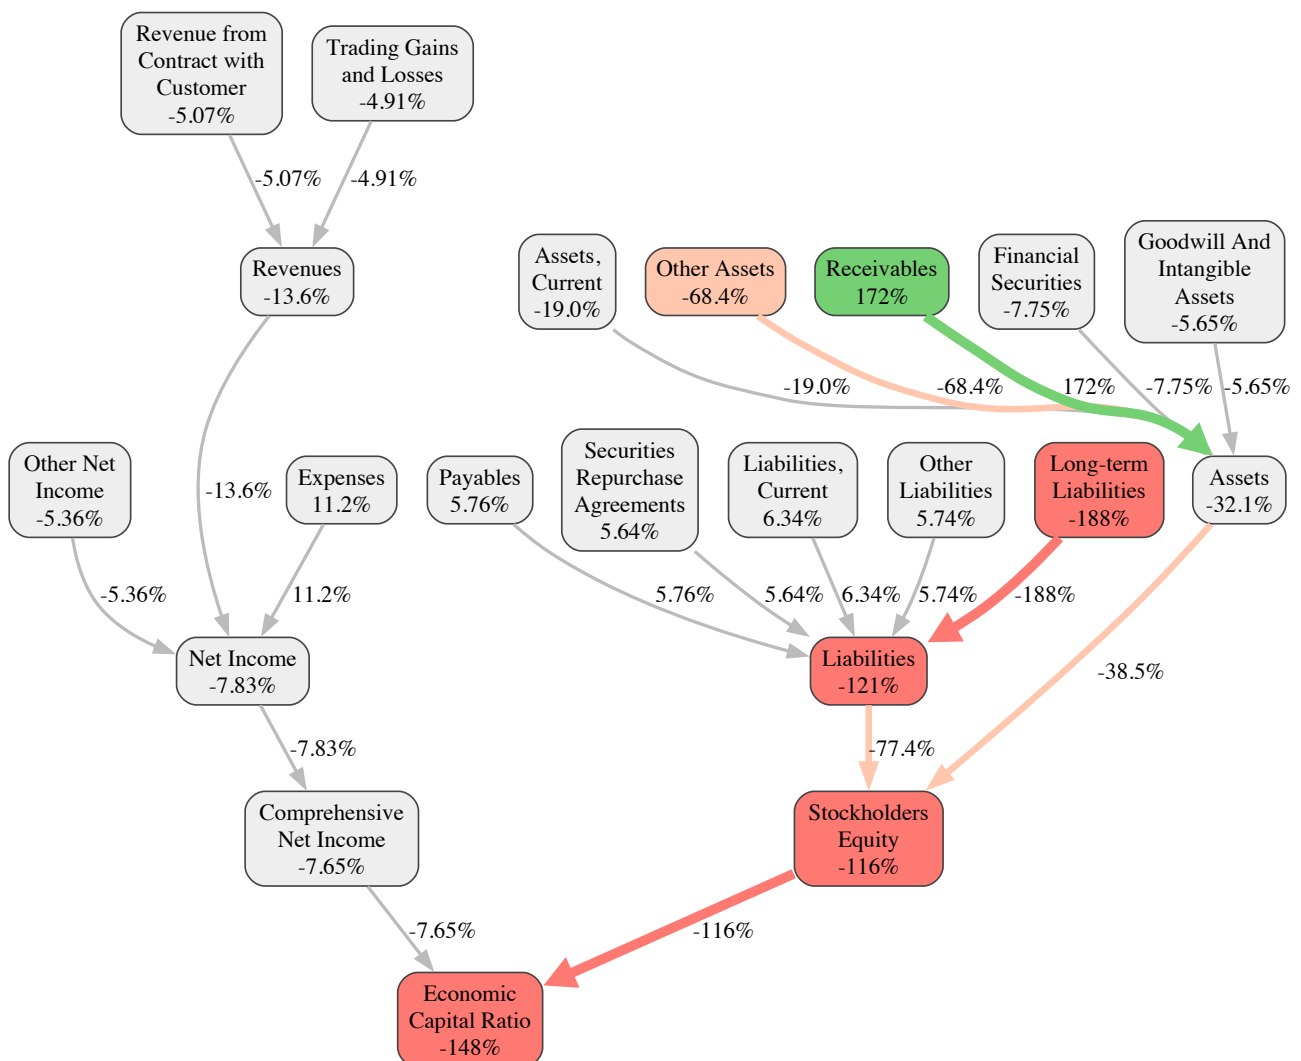 Revenue from
Contract with
Customer
-5.07%
Trading Gains
and Losses
-4.91%
-5.07%
-4.91%
Revenues
-13.6%
Assets,
Current
-19.0%
Other Assets
-68.4%
Receivables
172%
Financial
Securities
-7.75%
Goodwill And
Intangible
Assets
-5.65%
-19.0%
-68.4%
172%
-7.75%
-5.65%
Other Net
Income
-5.36%
-13.6%
Expenses
11.2%
Payables
5.76%
Securities
Repurchase
Agreements
5.64%
Liabilities,
Current
6.34%
Other
Liabilities
5.74%
Long-term
Liabilities
-188%
Assets
-32.1%
-5.36%
11.2%
5.76%
5.64%
6.34%
5.74%
-188%
Net Income
-7.83%
Liabilities
-121%
-38.5%
-7.83%
-77.4%
Comprehensive
Net Income
-7.65%
Stockholders
Equity
-116%
-7.65%
-116%
Economic
Capital Ratio
-148%